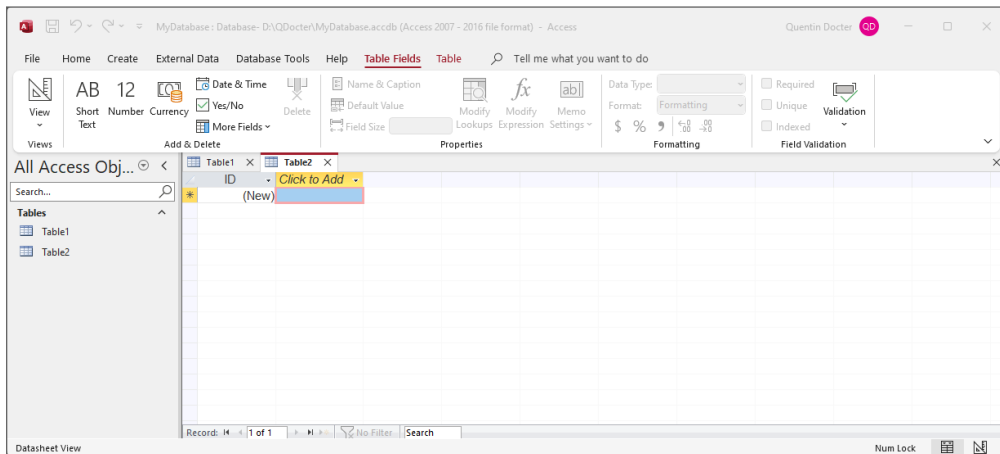 MyDatabase : Database- D:\QDocter\MyDatabase.accdb (Access 2007 - 2016 file format) - Access
Quentin Docter QD
File Home Create External Data Database Tools Help Table Fields Table Tell me what you want to do
View
Views
AB Short Text
12 Number
Currency
Date & Time
Yes/No
More Fields
Delete
Add & Delete
Name & Caption
Default Value
Field Size
Modify Lookups
fx Modify Expression
ab Memo Settings
Properties
Data Type:
Format: Formatting
$ % 9 .00 .00
Formatting
Required
Unique
Indexed
Validation
Field Validation
All Access Obj...
Search...
Tables
Table1
Table2
Table1 Table2
ID Click to Add
(New)
Record: 1 of 1 No Filter Search
Datasheet View
Num Lock